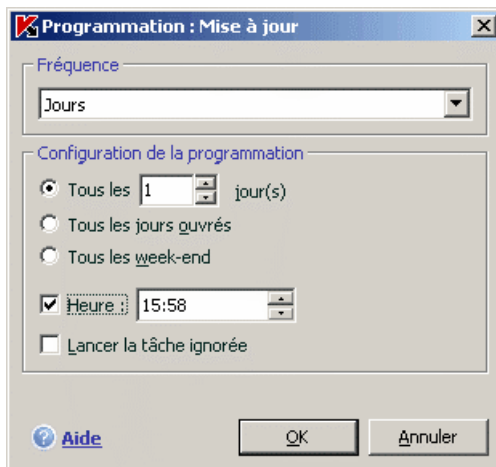 Programmation : Mise à jour
Fréquence
Jours
Configuration de la programmation
Tous les 1 jour(s)
Tous les jours ouvrés
Tous les week-end
Heure : 15:58
Lancer la tâche ignorée
Aide OK Annuler